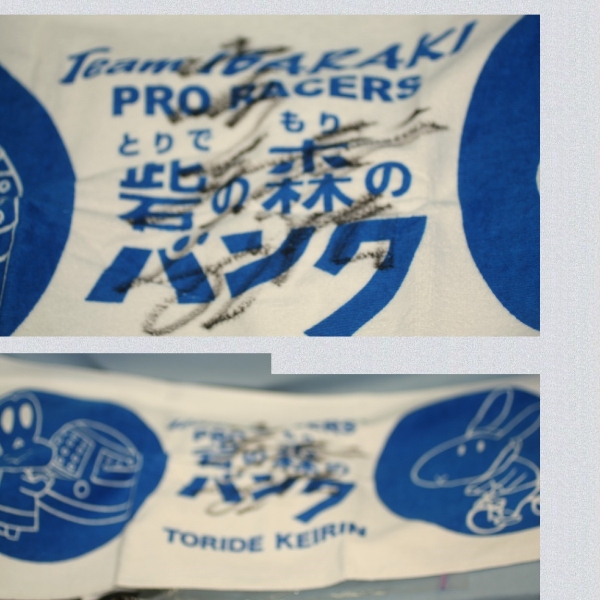 Team IBARAKI
PRO RACERS
とりで もり
砦の森の
バンク
PRO
の森の
バンク
TORIDE KEIRIN